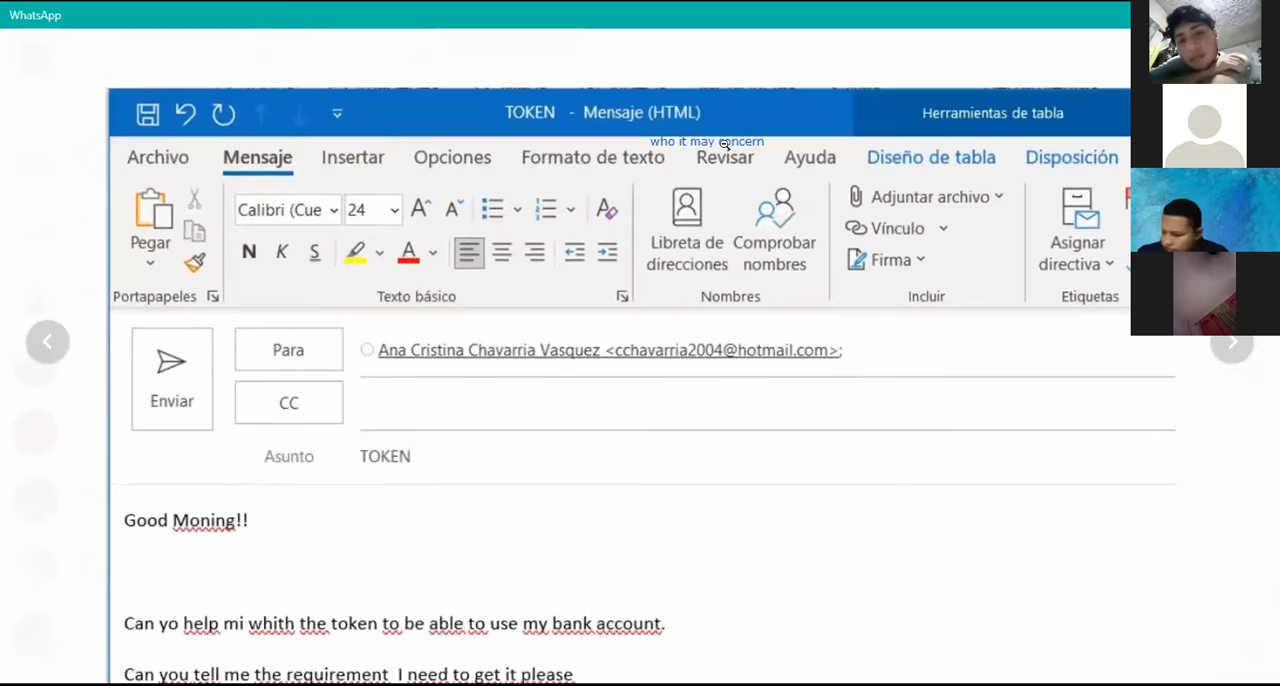 WhatsApp
TOKEN - Mensaje (HTML)
Herramientas de tabla
who it may concern
Archivo Mensaje Insertar Opciones Formato de texto Revisar Ayuda Diseño de tabla Disposición
Calibri (Cue 24
Adjuntar archivo
Pegar
N K S
A
Libreta de direcciones
Comprobar nombres
Vínculo
Firma
Asignar directiva
Portapapeles Texto básico Nombres Incluir Etiquetas
Enviar
Para
Ana Cristina Chavarria Vasquez <cchavarria2004@hotmail.com>;
CC
Asunto TOKEN
Good Moning!!
Can yo help mi whith the token to be able to use my bank account.
Can you tell me the requirement I need to get it please